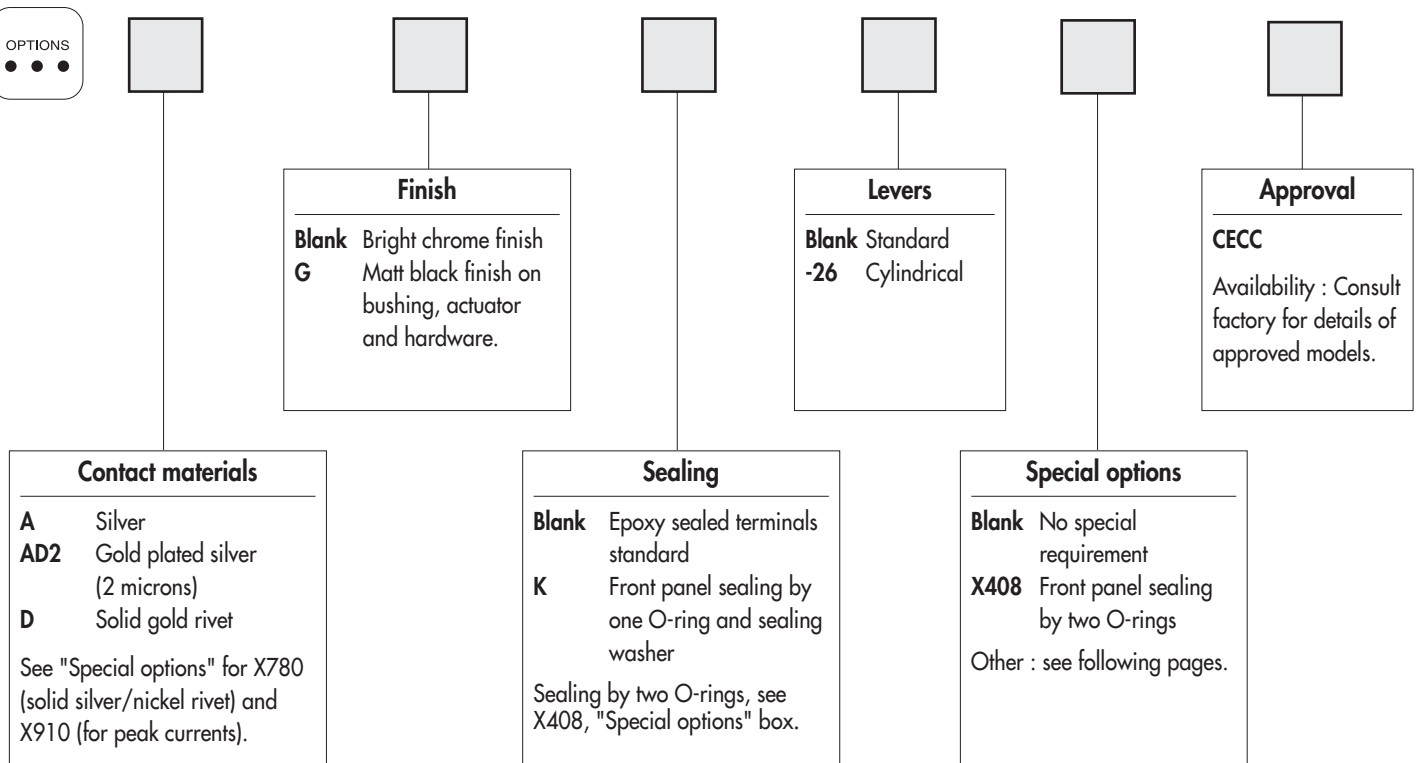 OPTIONS
Finish
Blank Bright chrome finish
G Matt black finish on
bushing, actuator
and hardware.
Levers
Blank Standard
-26 Cylindrical
Approval
CECC
Availability : Consult
factory for details of
approved models.
Contact materials
A Silver
AD2 Gold plated silver
(2 microns)
D Solid gold rivet
See "Special options" for X780
(solid silver/nickel rivet) and
X910 (for peak currents).
Sealing
Blank Epoxy sealed terminals
standard
K Front panel sealing by
one O-ring and sealing
washer
Sealing by two O-rings, see
X408, "Special options" box.
Special options
Blank No special
requirement
X408 Front panel sealing
by two O-rings
Other : see following pages.